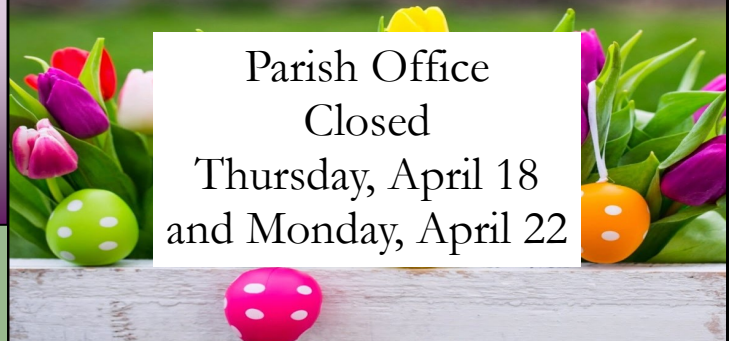 Parish Office
Closed
Thursday, April 18
and Monday, April 22